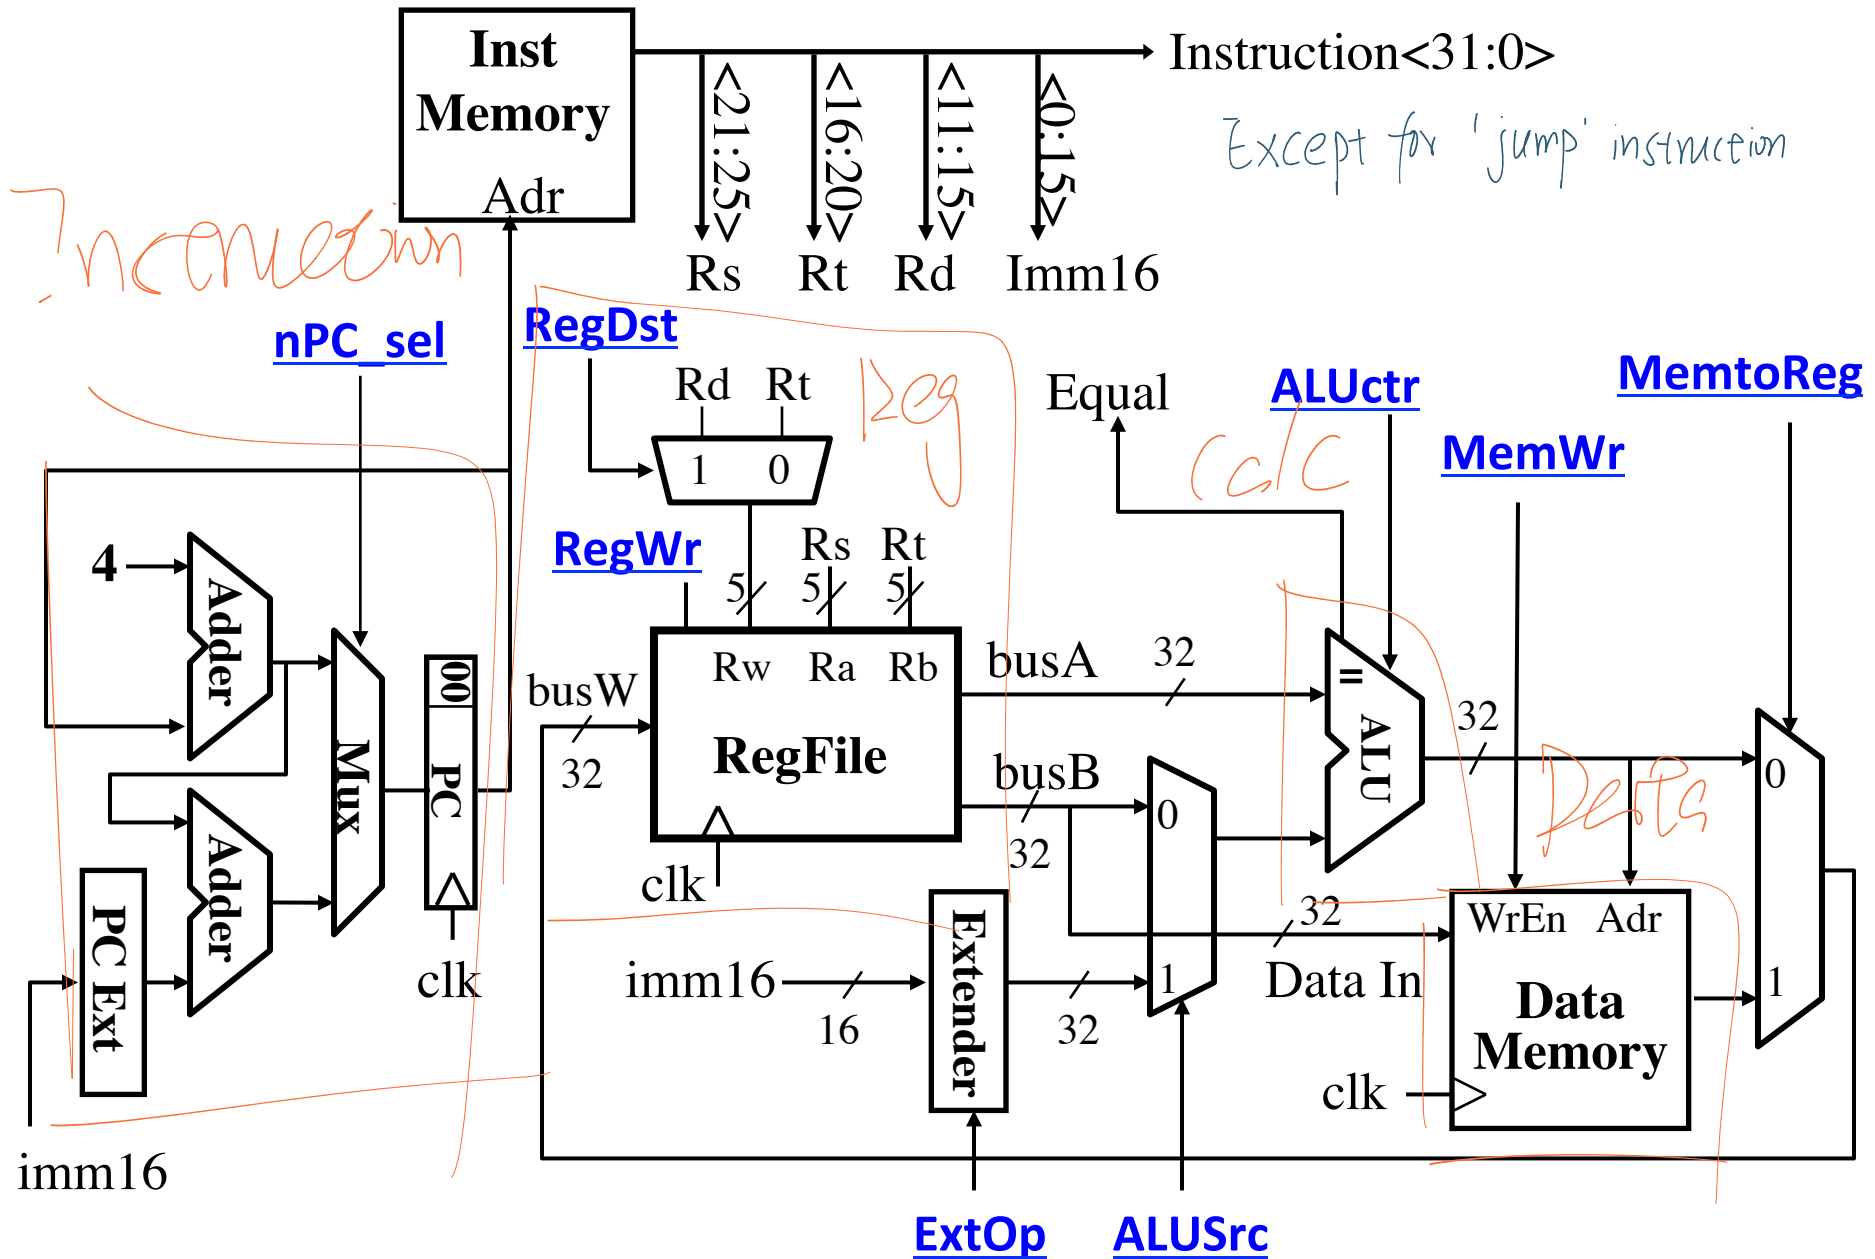 Inst
Memory
Adr
Instruction<31:0>
Except for 'jump' instruction
<21:25>
<16:20>
<11:15>
<0:15>
Rs
Rt
Rd
Imm16
nPC_sel
RegDst
Rd
Rt
Reg
1
0
Equal
ALUctr
MemtoReg
calc
MemWr
4
Adder
RegWr
Rs
Rt
5
5
5
Rw
Ra
Rb
RegFile
busW
32
clk
busA
32
busB
32
=
ALU
32
Data
0
1
Mux
00
PC
clk
Adder
PC Ext
imm16
imm16
16
Extender
32
0
1
32
Data In
WrEn
Adr
Data
Memory
clk
ExtOp
ALUSrc